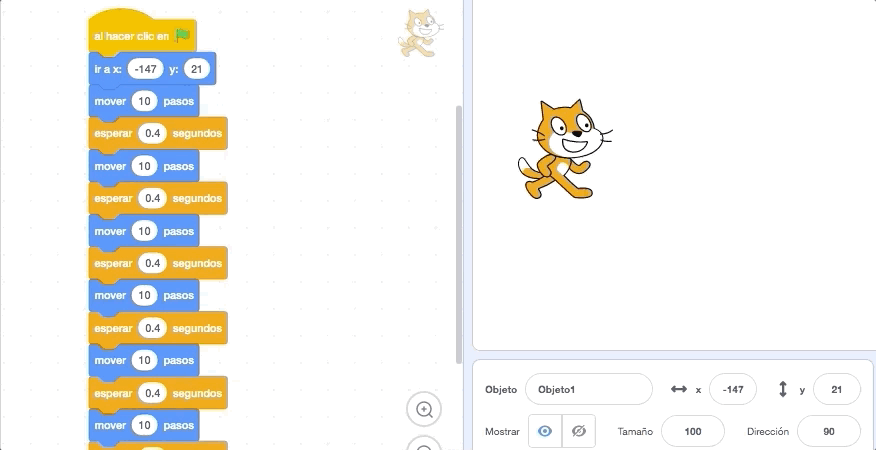 al hacer clic en
ir a x: -147 y: 21
mover 10 pasos
esperar 0.4 segundos
mover 10 pasos
esperar 0.4 segundos
mover 10 pasos
esperar 0.4 segundos
mover 10 pasos
esperar 0.4 segundos
mover 10 pasos
esperar 0.4 segundos
mover 10 pasos
Objeto Objeto1 x -147 y 21
Mostrar Tamaño 100 Dirección 90